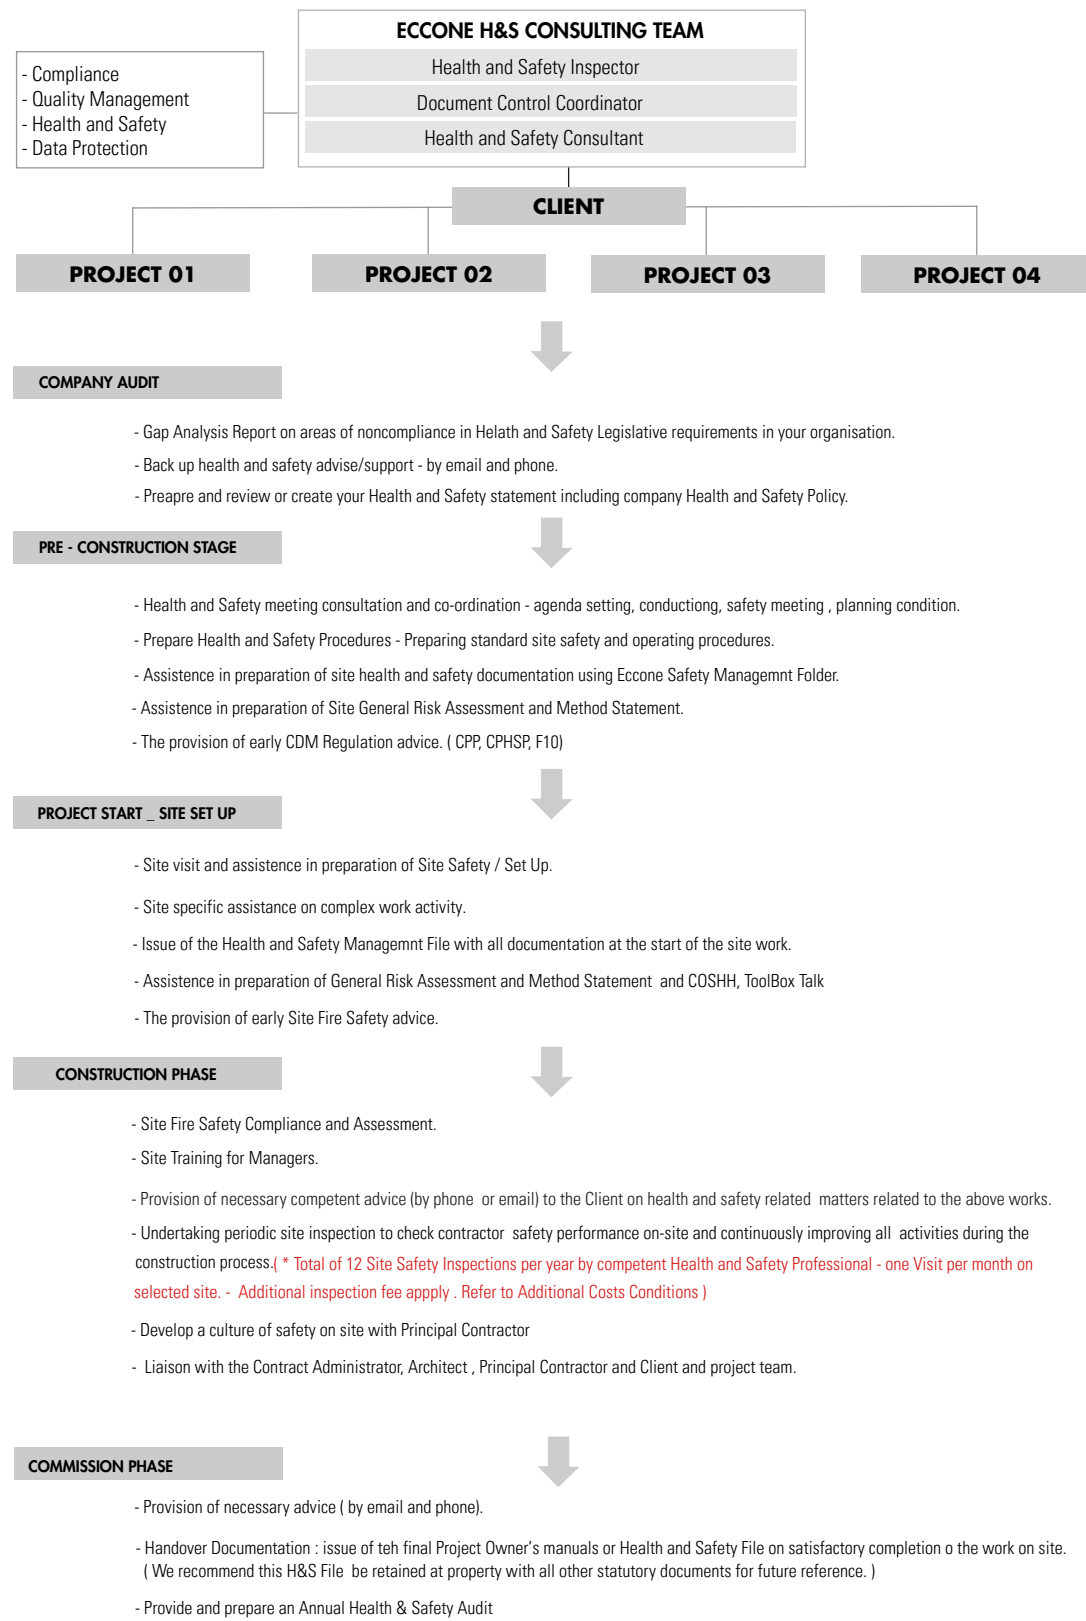 ECCONE H&S CONSULTING TEAM
Health and Safety Inspector
Document Control Coordinator
Health and Safety Consultant
- Compliance
- Quality Management
- Health and Safety
- Data Protection
CLIENT
PROJECT 01
PROJECT 02
PROJECT 03
PROJECT 04
COMPANY AUDIT
- Gap Analysis Report on areas of noncompliance in Helath and Safety Legislative requirements in your organisation.
- Back up health and safety advise/support - by email and phone.
- Preapre and review or create your Health and Safety statement including company Health and Safety Policy.
PRE - CONSTRUCTION STAGE
- Health and Safety meeting consultation and co-ordination - agenda setting, conductiong, safety meeting , planning condition.
- Prepare Health and Safety Procedures - Preparing standard site safety and operating procedures.
- Assistence in preparation of site health and safety documentation using Eccone Safety Managemnt Folder.
- Assistence in preparation of Site General Risk Assessment and Method Statement.
- The provision of early CDM Regulation advice. ( CPP, CPHSP, F10)
PROJECT START _ SITE SET UP
- Site visit and assistence in preparation of Site Safety / Set Up.
- Site specific assistance on complex work activity.
- Issue of the Health and Safety Managemnt File with all documentation at the start of the site work.
- Assistence in preparation of General Risk Assessment and Method Statement and COSHH, ToolBox Talk
- The provision of early Site Fire Safety advice.
CONSTRUCTION PHASE
- Site Fire Safety Compliance and Assessment.
- Site Training for Managers.
- Provision of necessary competent advice (by phone or email) to the Client on health and safety related matters related to the above works.
- Undertaking periodic site inspection to check contractor safety performance on-site and continuously improving all activities during the
construction process.( * Total of 12 Site Safety Inspections per year by competent Health and Safety Professional - one Visit per month on
selected site. - Additional inspection fee appply . Refer to Additional Costs Conditions )
- Develop a culture of safety on site with Principal Contractor
- Liaison with the Contract Administrator, Architect , Principal Contractor and Client and project team.
COMMISSION PHASE
- Provision of necessary advice ( by email and phone).
- Handover Documentation : issue of teh final Project Owner's manuals or Health and Safety File on satisfactory completion o the work on site.
( We recommend this H&S File be retained at property with all other statutory documents for future reference. )
- Provide and prepare an Annual Health & Safety Audit